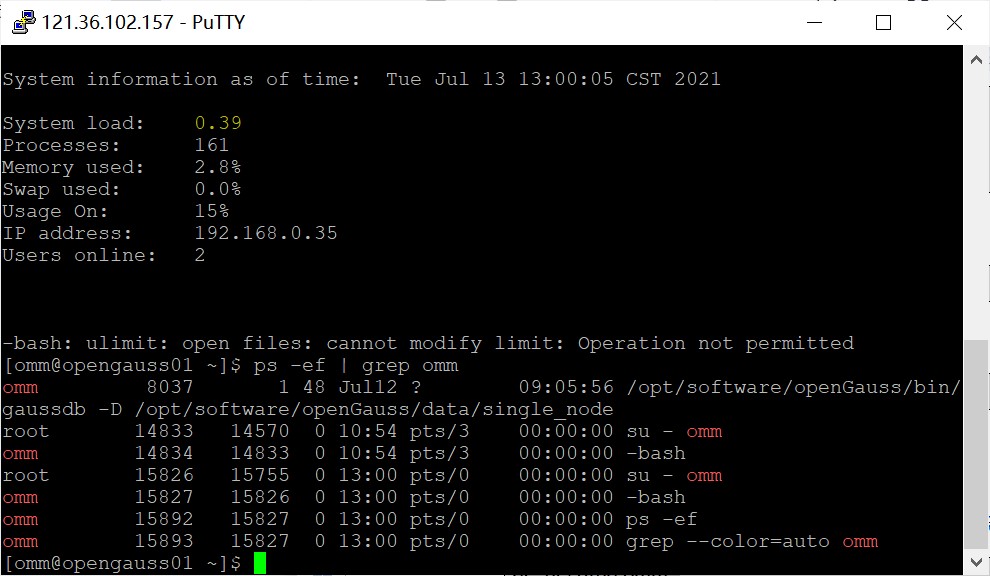 121.36.102.157 - PuTTY
System information as of time:  Tue Jul 13 13:00:05 CST 2021
System load:    0.39
Processes:      161
Memory used:    2.8%
Swap used:      0.0%
Usage On:       15%
IP address:     192.168.0.35
Users online:   2
-bash: ulimit: open files: cannot modify limit: Operation not permitted
[omm@opengauss01 ~]$ ps -ef | grep omm
omm         8037       1 48 Jul12 ?        09:05:56 /opt/software/openGauss/bin/
gaussdb -D /opt/software/openGauss/data/single_node
root       14833   14570  0 10:54 pts/3    00:00:00 su - omm
omm        14834   14833  0 10:54 pts/3    00:00:00 -bash
root       15826   15755  0 13:00 pts/0    00:00:00 su - omm
omm        15827   15826  0 13:00 pts/0    00:00:00 -bash
omm        15892   15827  0 13:00 pts/0    00:00:00 ps -ef
omm        15893   15827  0 13:00 pts/0    00:00:00 grep --color=auto omm
[omm@opengauss01 ~]$